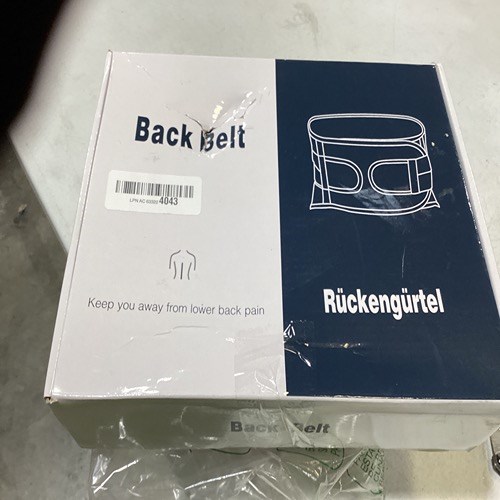 Back Belt
4043
Keep you away from lower back pain
Rückengürtel
Back Belt